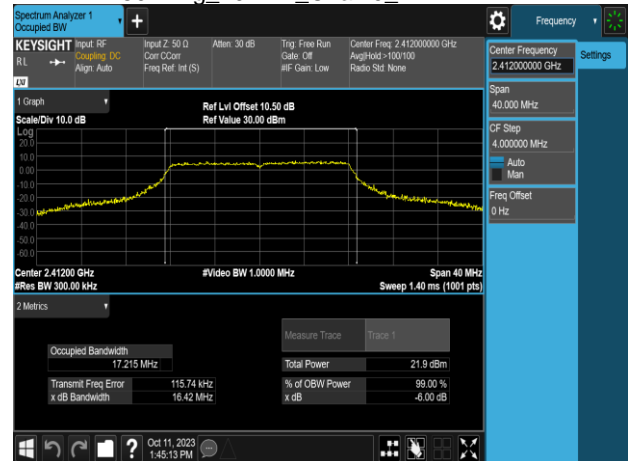 Spectrum Analyzer 1
Occupied BW
+
Frequency
KEYSIGHT
Input: RF
Coupling: DC
Align: Auto
Input Z: 50 Ω
Corr CCorr
Freq Ref: Int (S)
Atten: 30 dB
Trig: Free Run
Gate: Off
#IF Gain: Low
Center Freq: 2.412000000 GHz
Avg|Hold:>100/100
Radio Std: None
R L
LXI
Center Frequency
2.412000000 GHz
Settings
Span
40.000 MHz
CF Step
4.000000 MHz
Auto
Man
Freq Offset
0 Hz
1 Graph
Scale/Div 10.0 dB
Ref Lvl Offset 10.50 dB
Ref Value 30.00 dBm
Log
20.0
10.0
0.00
-10.0
-20.0
-30.0
-40.0
-50.0
-60.0
Center 2.41200 GHz
#Res BW 300.00 kHz
#Video BW 1.0000 MHz
Span 40 MHz
Sweep 1.40 ms (1001 pts)
2 Metrics
Measure Trace
Trace 1
Occupied Bandwidth
17.215 MHz
Total Power
21.9 dBm
Transmit Freq Error
115.74 kHz
% of OBW Power
99.00 %
x dB Bandwidth
16.42 MHz
x dB
-6.00 dB
?
Oct 11, 2023
1:45:13 PM